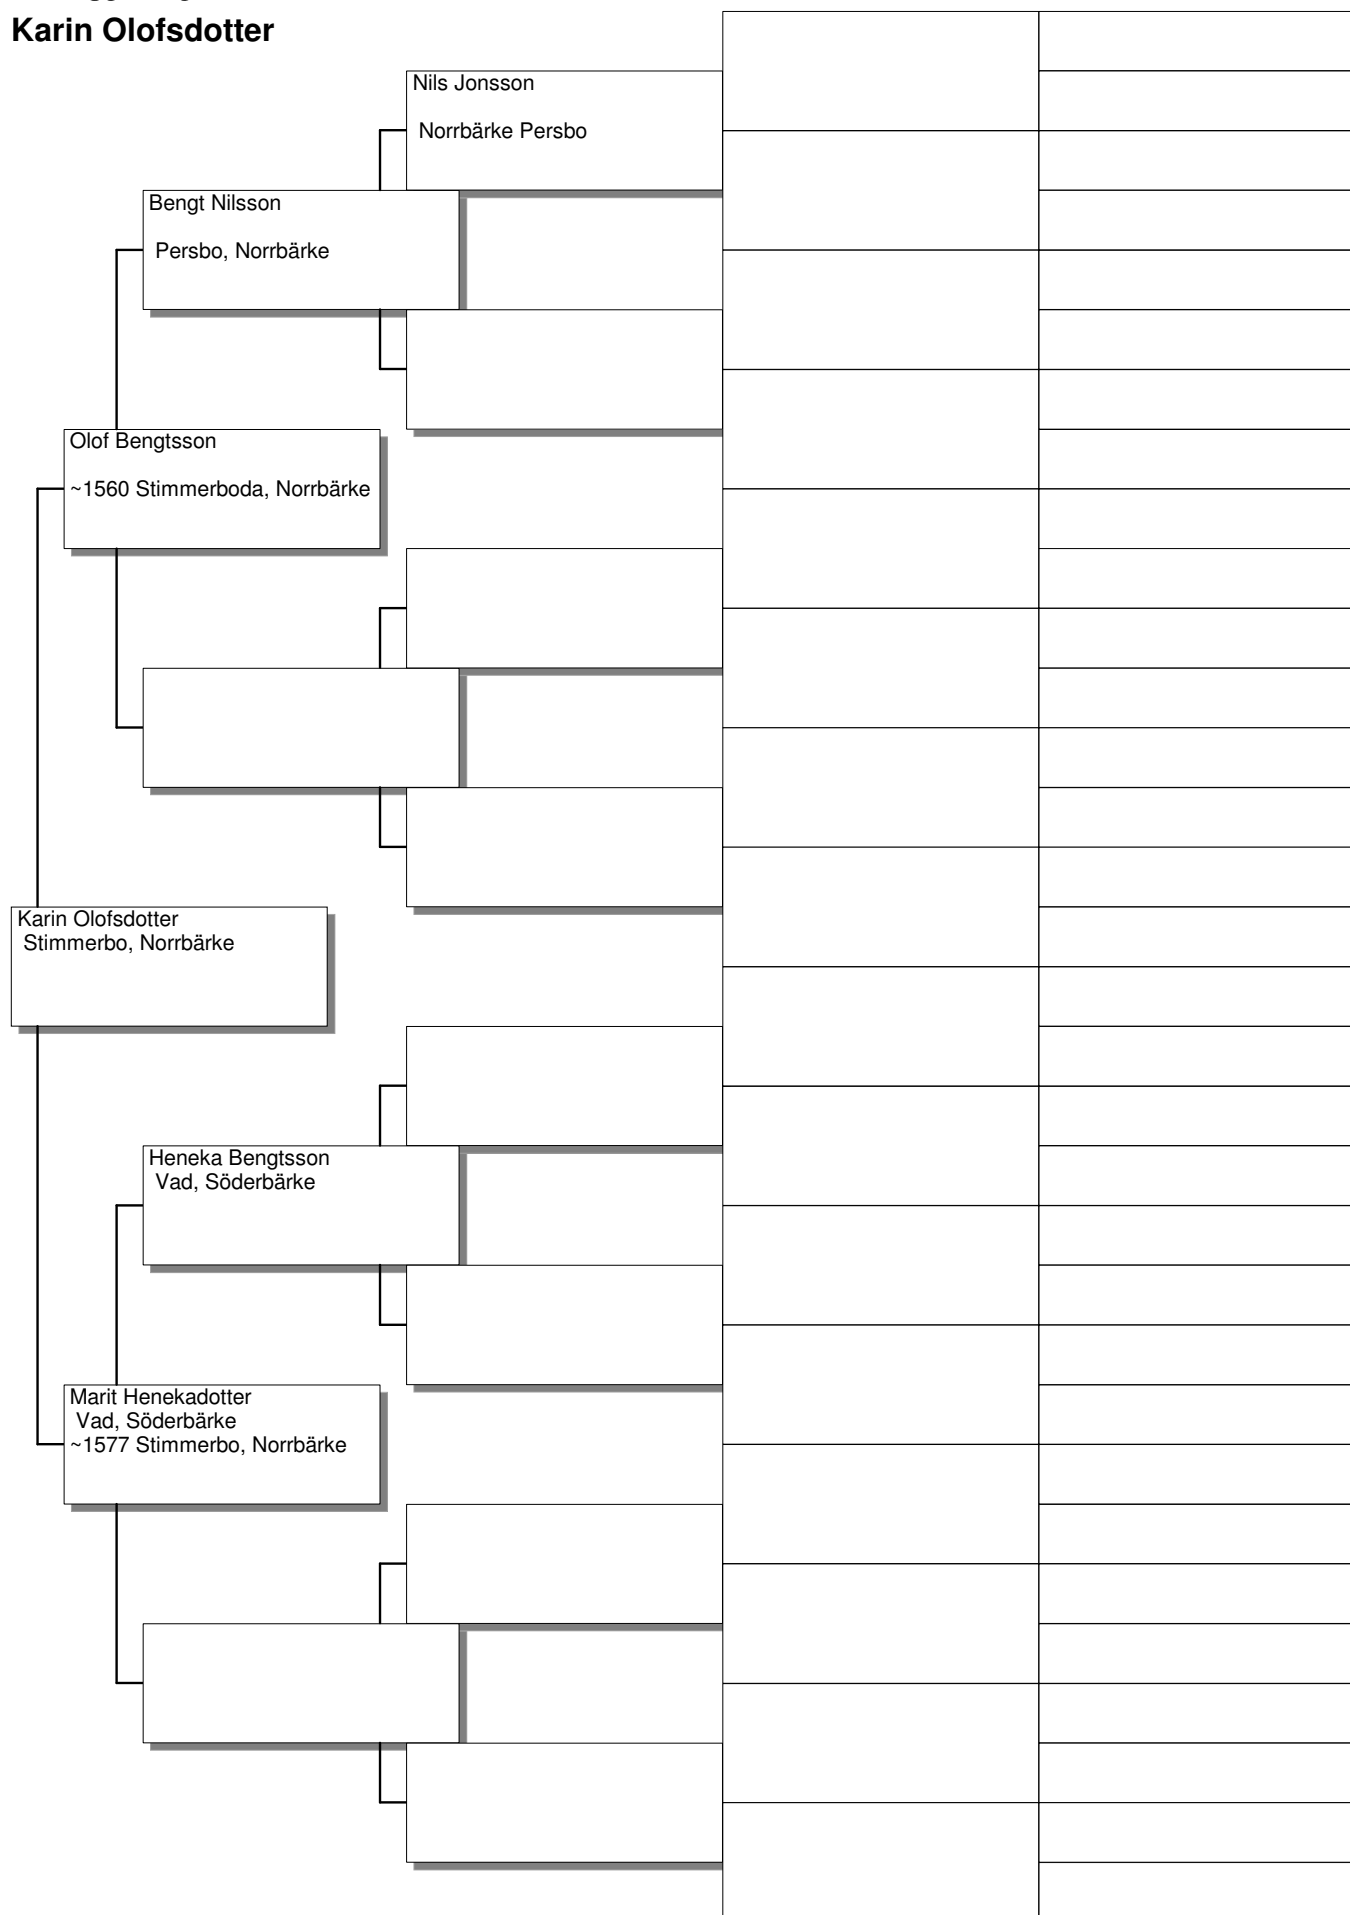 Karin Olofsdotter
Nils Jonsson
Norrbärke Persbo
Bengt Nilsson
Persbo, Norrbärke
Olof Bengtsson
~1560 Stimmerboda, Norrbärke
Karin Olofsdotter
Stimmerbo, Norrbärke
Heneka Bengtsson
Vad, Söderbärke
Marit Henekadotter
Vad, Söderbärke
~1577 Stimmerbo, Norrbärke